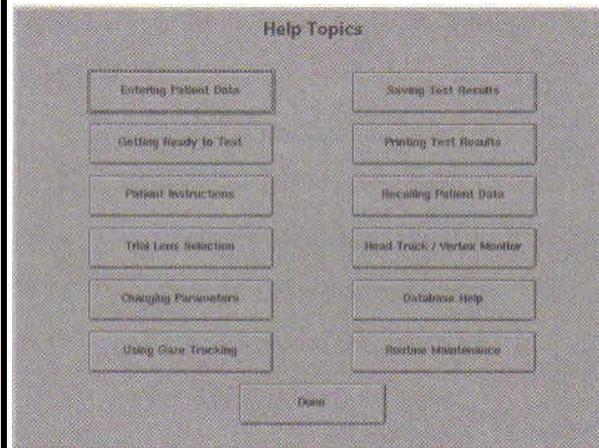 Help Topics
Entering Patient Data
Getting Ready to Test
Patient Instructions
Trial Lens Selection
Changing Parameters
Using Gaze Tracking
Saving Test Results
Printing Test Results
Recalling Patient Data
Head Track / Vertex Monitor
Database Help
Routine Maintenance
Done